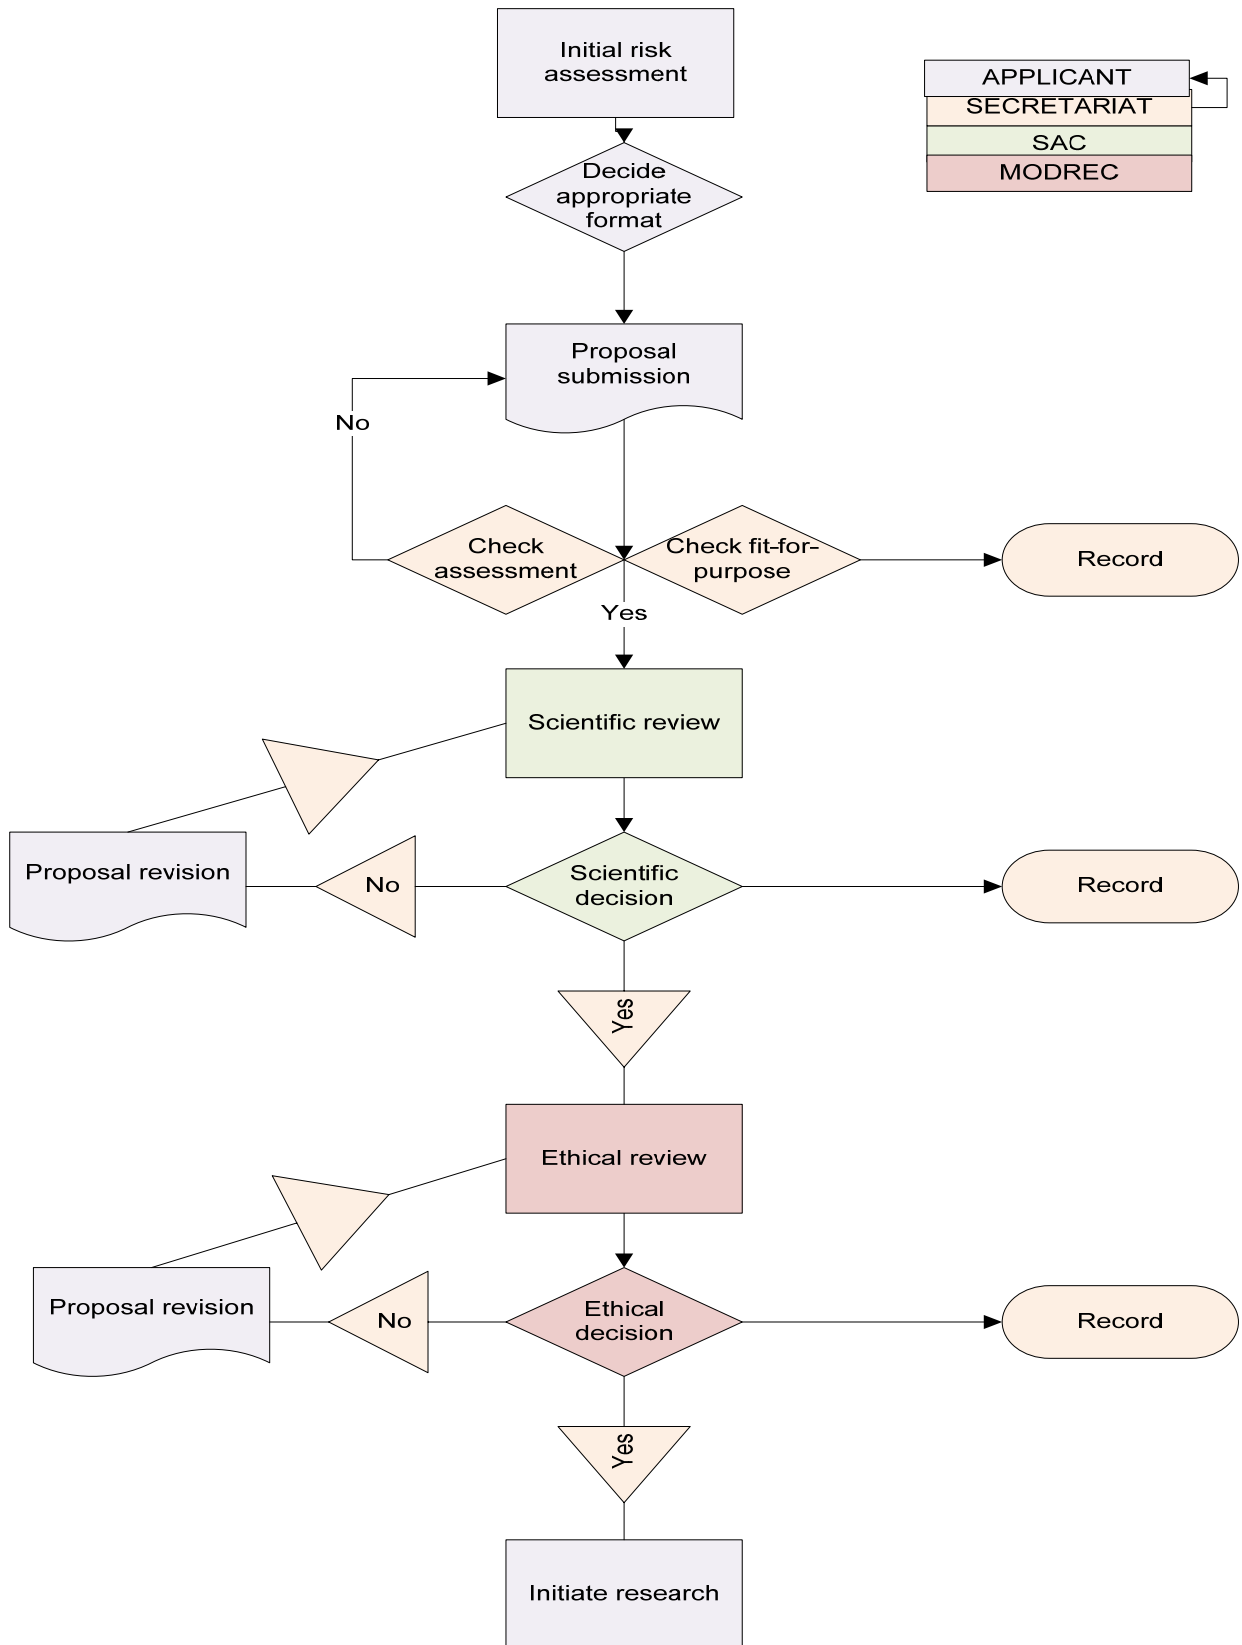 Initial risk
assessment
APPLICANT
SECRETARIAT
SAC
MODREC
Decide
appropriate
format
Proposal
submission
No
Check
assessment
Check fit-for-
purpose
Record
Yes
Scientific review
Proposal revision
No
Scientific
decision
Record
Yes
Ethical review
Proposal revision
No
Ethical
decision
Record
Yes
Initiate research